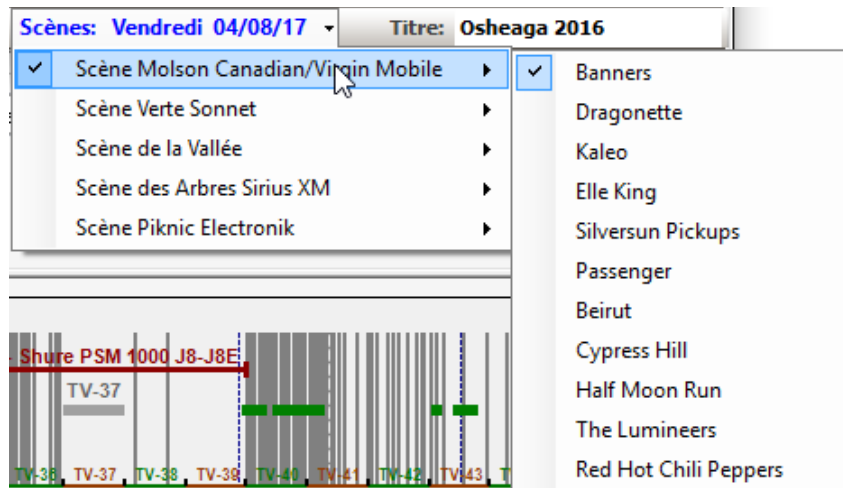 Scènes: Vendredi 04/08/17 Titre: Osheaga 2016
Scène Molson Canadian/Virgin Mobile
Scène Verte Sonnet
Scène de la Vallée
Scène des Arbres Sirius XM
Scène Piknic Electronik
Banners
Dragonette
Kaleo
Elle King
Silversun Pickups
Passenger
Beirut
Cypress Hill
Half Moon Run
The Lumineers
Red Hot Chili Peppers
Shure PSM 1000 J8-J8E
TV-37
TV-36 TV-37 TV-38 TV-39 TV-40 TV-41 TV-42 TV-43